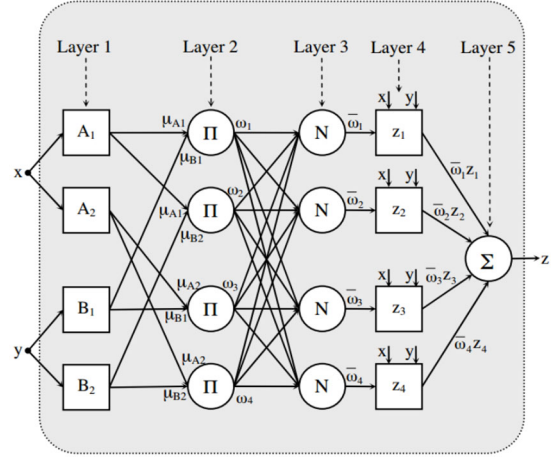 Layer 1 Layer 2 Layer 3 Layer 4 Layer 5
x y
A₁ μA1 μB1 Π ω₁ N ω̅₁ z₁
ω̅₁z₁
x
x y
A₂ μA1 μB2 Π ω₂ N ω̅₂ z₂ ω̅₂z₂
Σ z
x y
B₁ μA2 μB1 Π ω₃ N ω̅₃ z₃ ω̅₃z₃
y
x y
B₂ μA2 μB2 Π ω₄ N ω̅₄ z₄ ω̅₄z₄